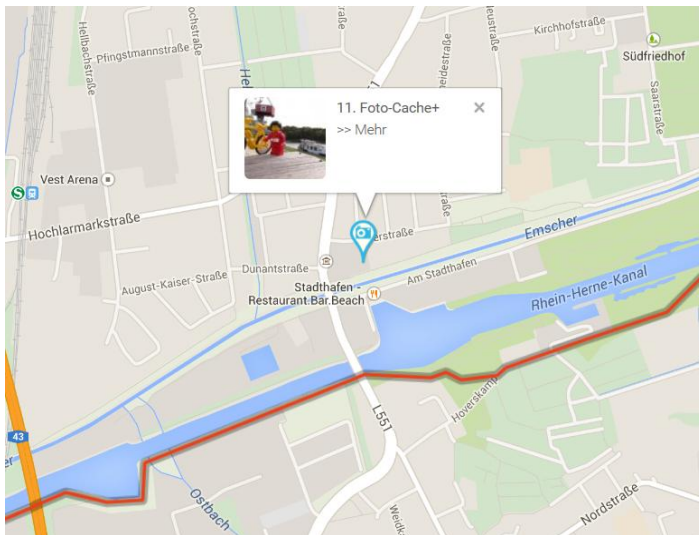 Hellbachstraße
Pfingstmannstraße
Kirchhofstraße
Südfriedhof
Saarstraße
11. Foto-Cache+
>> Mehr
Vest Arena
S
Hochlarmarkstraße
Emscher
August-Kaiser-Straße
Dunantstraße
Am Stadthafen
Stadthafen -
Restaurant.Bar.Beach
Rhein-Herne-Kanal
43
Hoverskamp
L551
Ostbach
Nordstraße